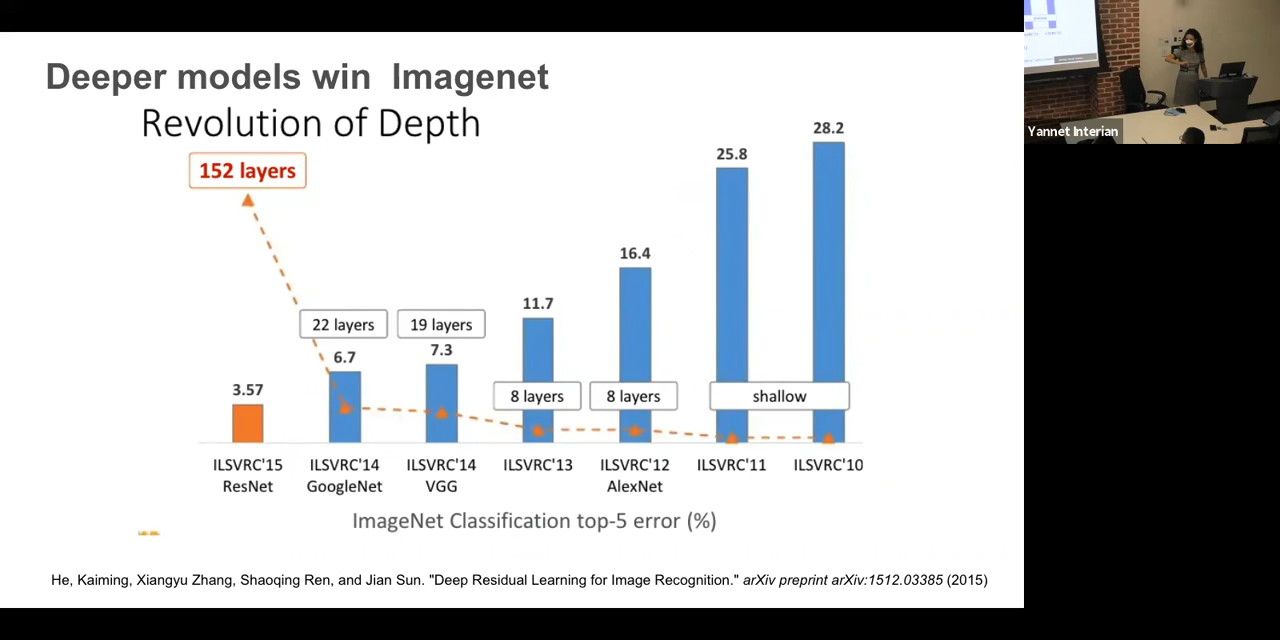 Deeper models win Imagenet
Revolution of Depth
152 layers
22 layers
19 layers
8 layers
8 layers
shallow
3.57
6.7
7.3
11.7
16.4
25.8
28.2
ILSVRC'15
ResNet
ILSVRC'14
GoogleNet
ILSVRC'14
VGG
ILSVRC'13
ILSVRC'12
AlexNet
ILSVRC'11
ILSVRC'10
ImageNet Classification top-5 error (%)
He, Kaiming, Xiangyu Zhang, Shaoqing Ren, and Jian Sun. "Deep Residual Learning for Image Recognition." arXiv preprint arXiv:1512.03385 (2015)
Yannet Interian